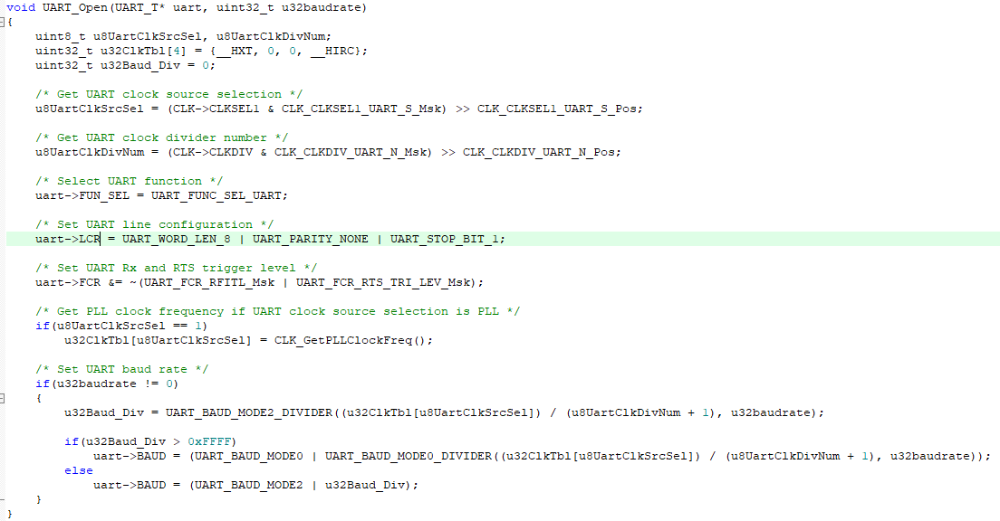 void UART_Open(UART_T* uart, uint32_t u32baudrate)
{
    uint8_t u8UartClkSrcSel, u8UartClkDivNum;
    uint32_t u32ClkTbl[4] = {__HXT, 0, 0, __HIRC};
    uint32_t u32Baud_Div = 0;

    /* Get UART clock source selection */
    u8UartClkSrcSel = (CLK->CLKSEL1 & CLK_CLKSEL1_UART_S_Msk) >> CLK_CLKSEL1_UART_S_Pos;

    /* Get UART clock divider number */
    u8UartClkDivNum = (CLK->CLKDIV & CLK_CLKDIV_UART_N_Msk) >> CLK_CLKDIV_UART_N_Pos;

    /* Select UART function */
    uart->FUN_SEL = UART_FUNC_SEL_UART;

    /* Set UART line configuration */
    uart->LCR = UART_WORD_LEN_8 | UART_PARITY_NONE | UART_STOP_BIT_1;

    /* Set UART Rx and RTS trigger level */
    uart->FCR &= ~(UART_FCR_RFITL_Msk | UART_FCR_RTS_TRI_LEV_Msk);

    /* Get PLL clock frequency if UART clock source selection is PLL */
    if(u8UartClkSrcSel == 1)
        u32ClkTbl[u8UartClkSrcSel] = CLK_GetPLLClockFreq();

    /* Set UART baud rate */
    if(u32baudrate != 0)
    {
        u32Baud_Div = UART_BAUD_MODE2_DIVIDER((u32ClkTbl[u8UartClkSrcSel]) / (u8UartClkDivNum + 1), u32baudrate);

        if(u32Baud_Div > 0xFFFF)
            uart->BAUD = (UART_BAUD_MODE0 | UART_BAUD_MODE0_DIVIDER((u32ClkTbl[u8UartClkSrcSel]) / (u8UartClkDivNum + 1), u32baudrate));
        else
            uart->BAUD = (UART_BAUD_MODE2 | u32Baud_Div);
    }
}